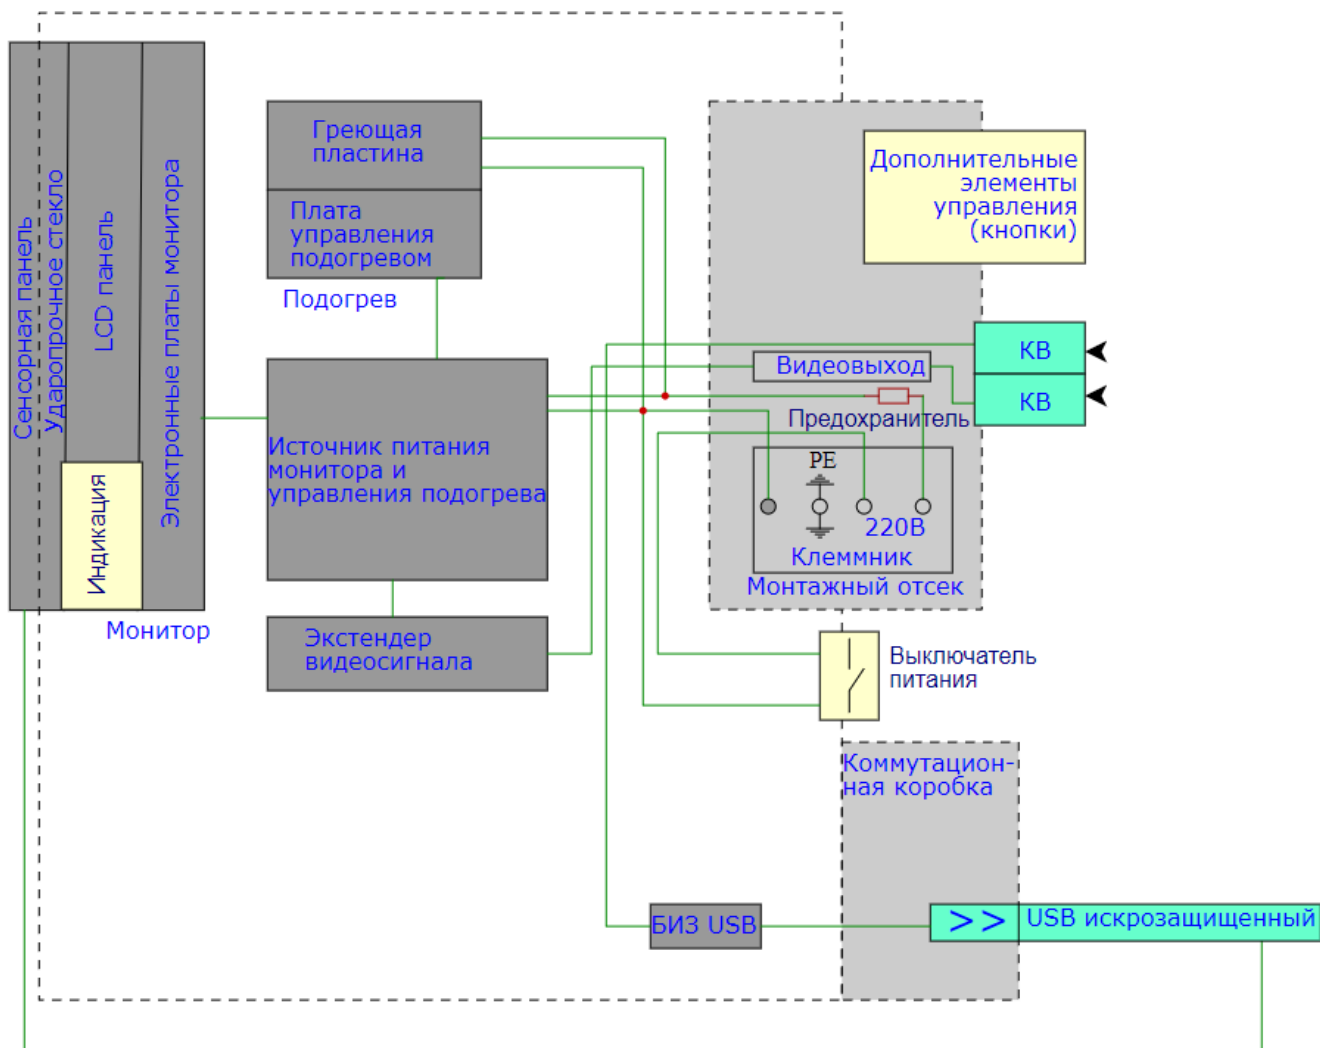 Сенсорная панель
Ударопрочное стекло
LCD панель
Электронные платы монитора
Индикация
Монитор
Греющая
пластина
Плата
управления
подогревом
Подогрев
Источник питания
монитора и
управления подогрева
Экстендер
видеосигнала
Дополнительные
элементы
управления
(кнопки)
КВ
КВ
Видеовыход
Предохранитель
PE
220В
Клеммник
Монтажный отсек
Выключатель
питания
Коммутацион-
ная коробка
БИЗ USB
>> USB искрозащищенный